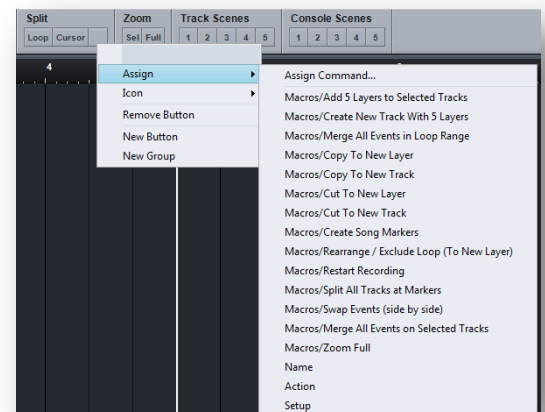 Split Zoom Track Scenes Console Scenes
Loop Cursor Sel Full 1 2 3 4 5 1 2 3 4 5
4
Assign
Icon
Remove Button
New Button
New Group
Assign Command...
Macros/Add 5 Layers to Selected Tracks
Macros/Create New Track With 5 Layers
Macros/Merge All Events in Loop Range
Macros/Copy To New Layer
Macros/Copy To New Track
Macros/Cut To New Layer
Macros/Cut To New Track
Macros/Create Song Markers
Macros/Rearrange / Exclude Loop (To New Layer)
Macros/Restart Recording
Macros/Split All Tracks at Markers
Macros/Swap Events (side by side)
Macros/Merge All Events on Selected Tracks
Macros/Zoom Full
Name
Action
Setup